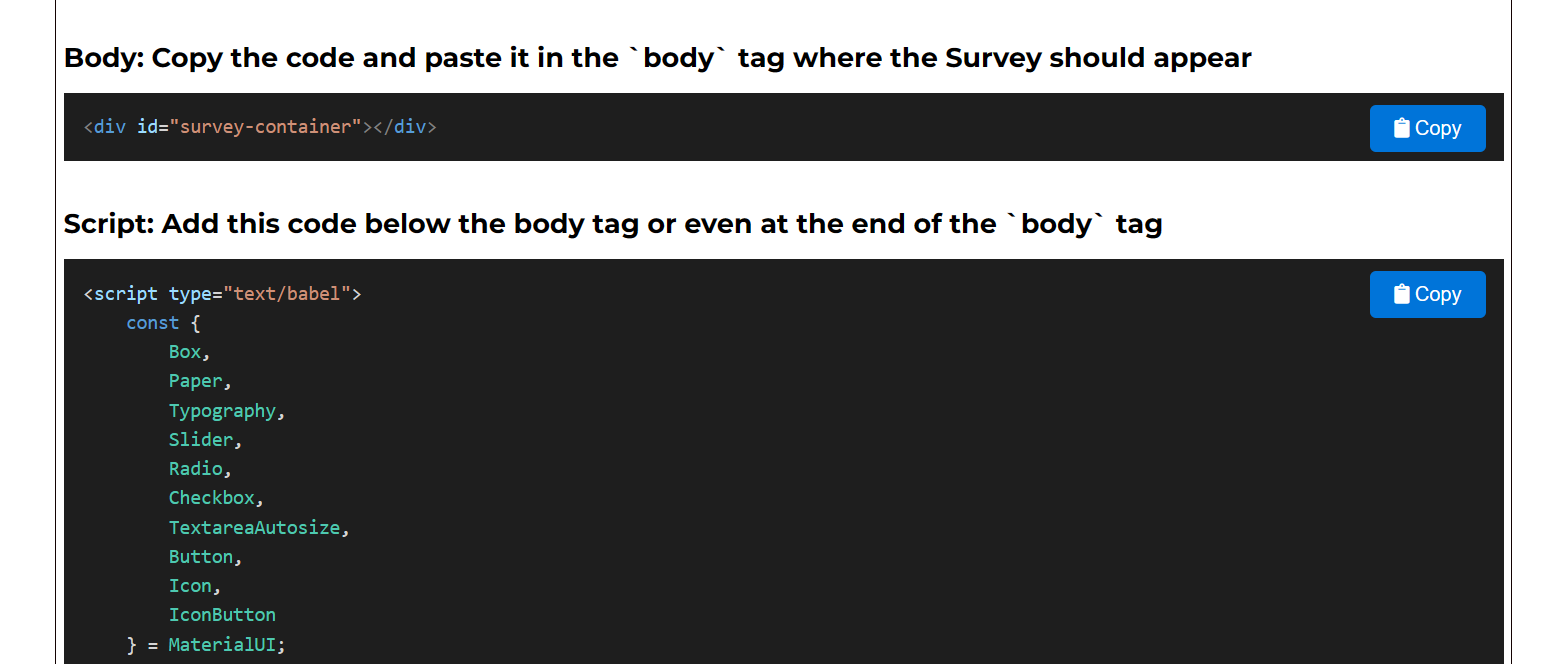 Body: Copy the code and paste it in the `body` tag where the Survey should appear
<div id="survey-container"></div>
Copy
Script: Add this code below the body tag or even at the end of the `body` tag
<script type="text/babel">
Copy
const {
Box,
Paper,
Typography,
Slider,
Radio,
Checkbox,
TextareaAutosize,
Button,
Icon,
IconButton
} = MaterialUI;